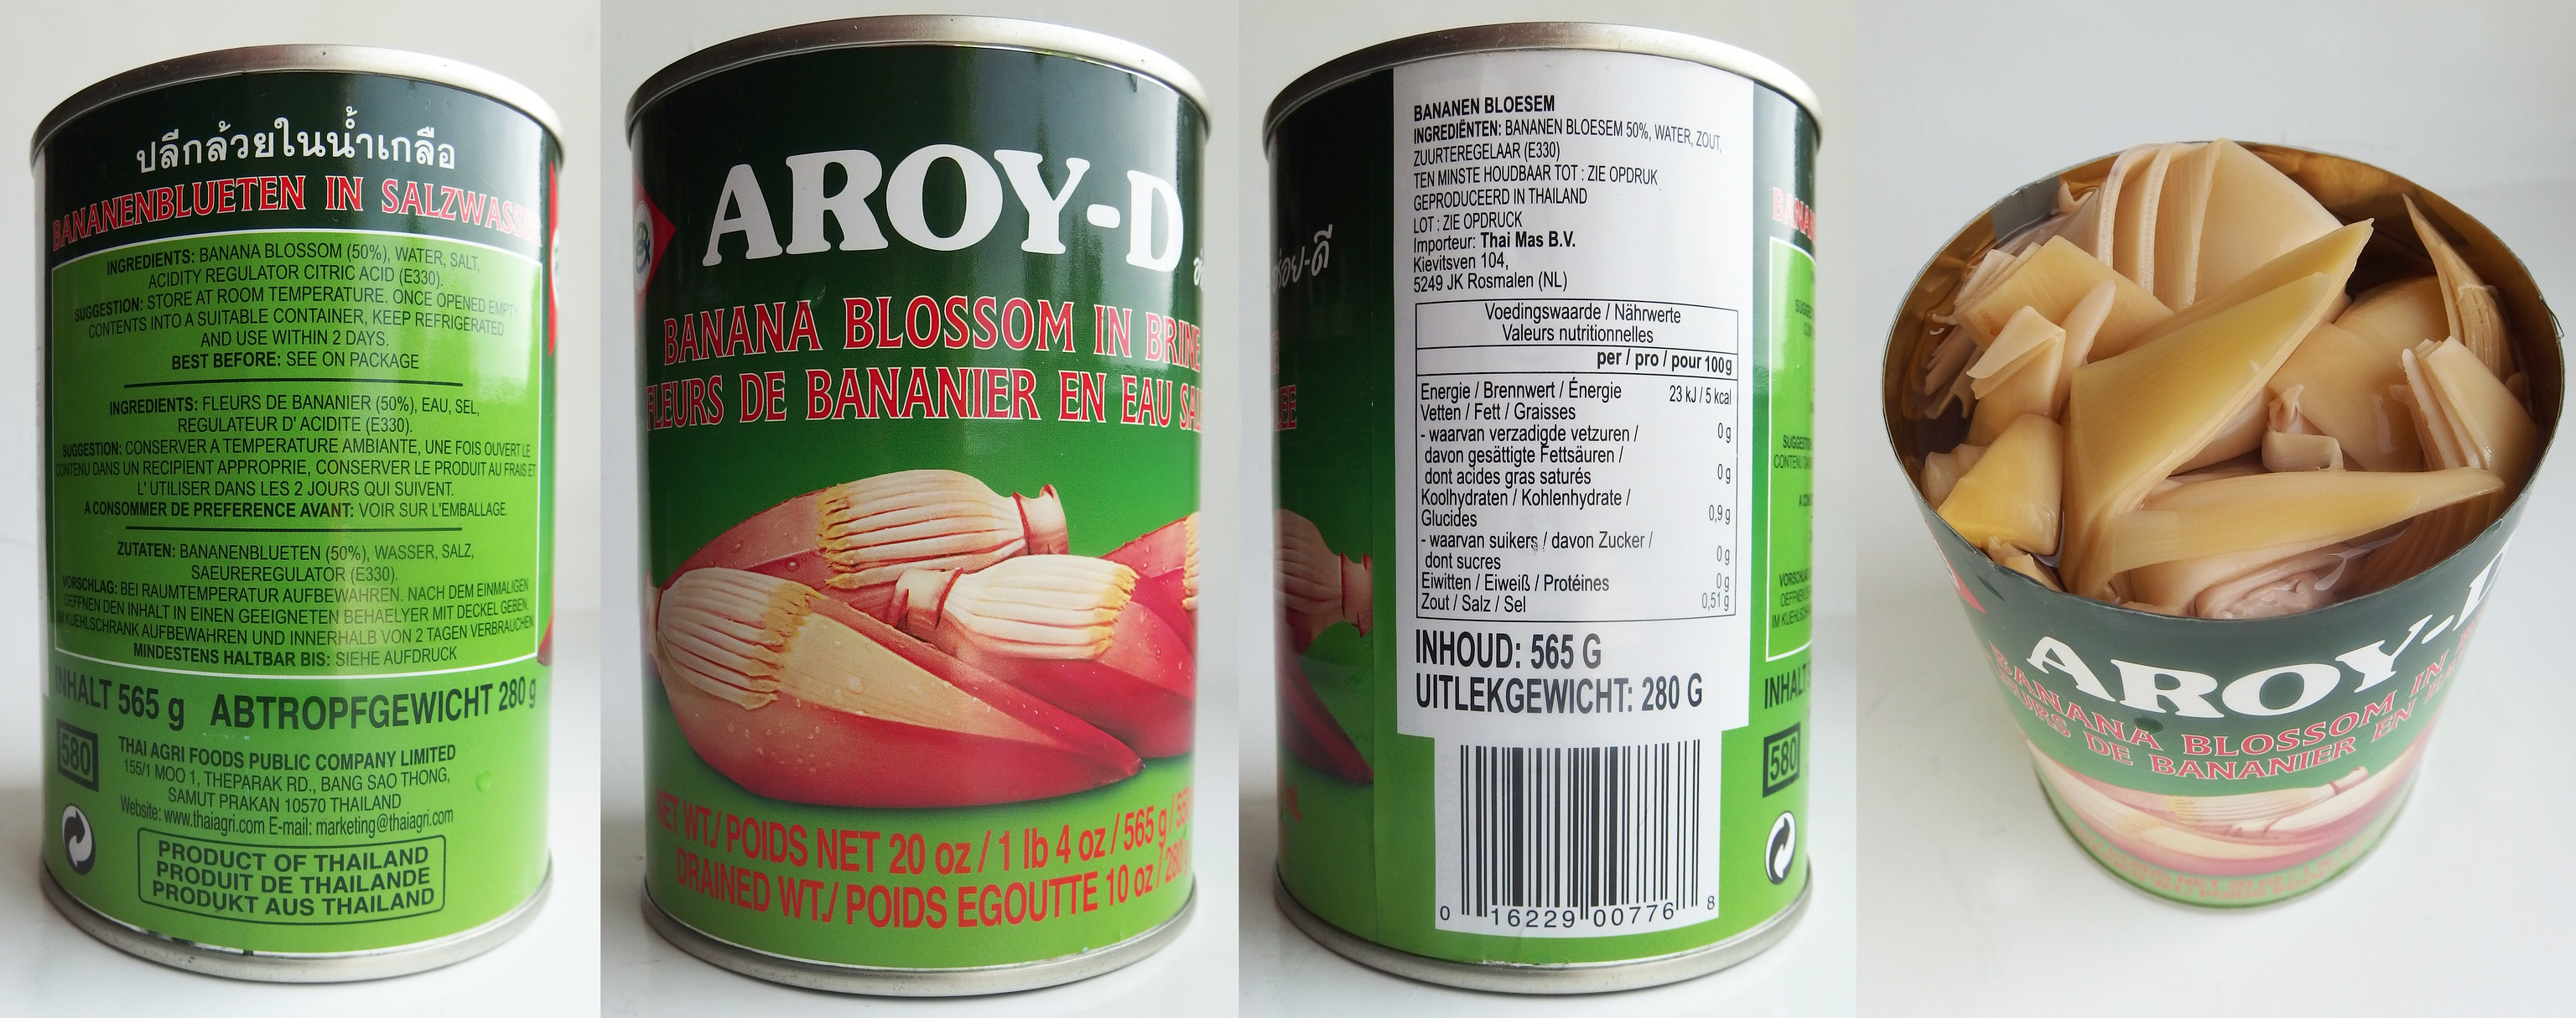 ปลีกล้วยในน้ำเกลือ
BANANENBLUETEN IN SALZWASSER
INGREDIENTS: BANANA BLOSSOM (50%), WATER, SALT,
ACIDITY REGULATOR CITRIC ACID (E330).
SUGGESTION: STORE AT ROOM TEMPERATURE. ONCE OPENED EMPTY
CONTENTS INTO A SUITABLE CONTAINER, KEEP REFRIGERATED
AND USE WITHIN 2 DAYS.
BEST BEFORE: SEE ON PACKAGE
INGREDIENTS: FLEURS DE BANANIER (50%), EAU, SEL,
REGULATEUR D' ACIDITE (E330).
SUGGESTION: CONSERVER A TEMPERATURE AMBIANTE, UNE FOIS OUVERT LE
CONTENU DANS UN RECIPIENT APPROPRIE, CONSERVER LE PRODUIT AU FRAIS ET
L' UTILISER DANS LES 2 JOURS QUI SUIVENT.
A CONSOMMER DE PREFERENCE AVANT: VOIR SUR L'EMBALLAGE.
ZUTATEN: BANANENBLUETEN (50%), WASSER, SALZ,
SAEUREREGULATOR (E330).
VORSCHLAG: BEI RAUMTEMPERATUR AUFBEWAHREN. NACH DEM EINMALIGEN
OEFFNEN DEN INHALT IN EINEN GEEIGNETEN BEHAELYER MIT DECKEL GEBEN.
IM KUEHLSCHRANK AUFBEWAHREN UND INNERHALB VON 2 TAGEN VERBRAUCHEN.
MINDESTENS HALTBAR BIS: SIEHE AUFDRUCK
INHALT 565 g ABTROPFGEWICHT 280 g
580
THAI AGRI FOODS PUBLIC COMPANY LIMITED
155/1 MOO 1, THEPARAK RD., BANG SAO THONG,
SAMUT PRAKAN 10570 THAILAND
Website: www.thaiagri.com E-mail: marketing@thaiagri.com
PRODUCT OF THAILAND
PRODUIT DE THAILANDE
PRODUKT AUS THAILAND
AROY-D
BANANA BLOSSOM IN BRINE
FLEURS DE BANANIER EN EAU SAL
NET WT./ POIDS NET 20 oz / 1 lb 4 oz / 565 g /
DRAINED WT./ POIDS EGOUTTE 10 oz / 280
BANANEN BLOESEM
INGREDIËNTEN: BANANEN BLOESEM 50%, WATER, ZOUT,
ZUURTEREGELAAR (E330)
TEN MINSTE HOUDBAAR TOT : ZIE OPDRUK
GEPRODUCEERD IN THAILAND
LOT : ZIE OPDRUCK
Importeur: Thai Mas B.V.
Kievitsven 104,
5249 JK Rosmalen (NL)
Voedingswaarde / Nährwerte
Valeurs nutritionnelles
per / pro / pour 100g
Energie / Brennwert / Énergie 23 kJ / 5 kcal
Vetten / Fett / Graisses 0 g
- waarvan verzadigde vetzuren /
davon gesättigte Fettsäuren /
dont acides gras saturés 0 g
Koolhydraten / Kohlenhydrate /
Glucides 0,9 g
- waarvan suikers / davon Zucker /
dont sucres 0 g
Eiwitten / Eiweiß / Protéines 0 g
Zout / Salz / Sel 0,51 g
INHOUD: 565 G
UITLEKGEWICHT: 280 G
0 16229 00776 8
INHALT
580
AROY-D
BANANA BLOSSOM IN
FLEURS DE BANANIER EN